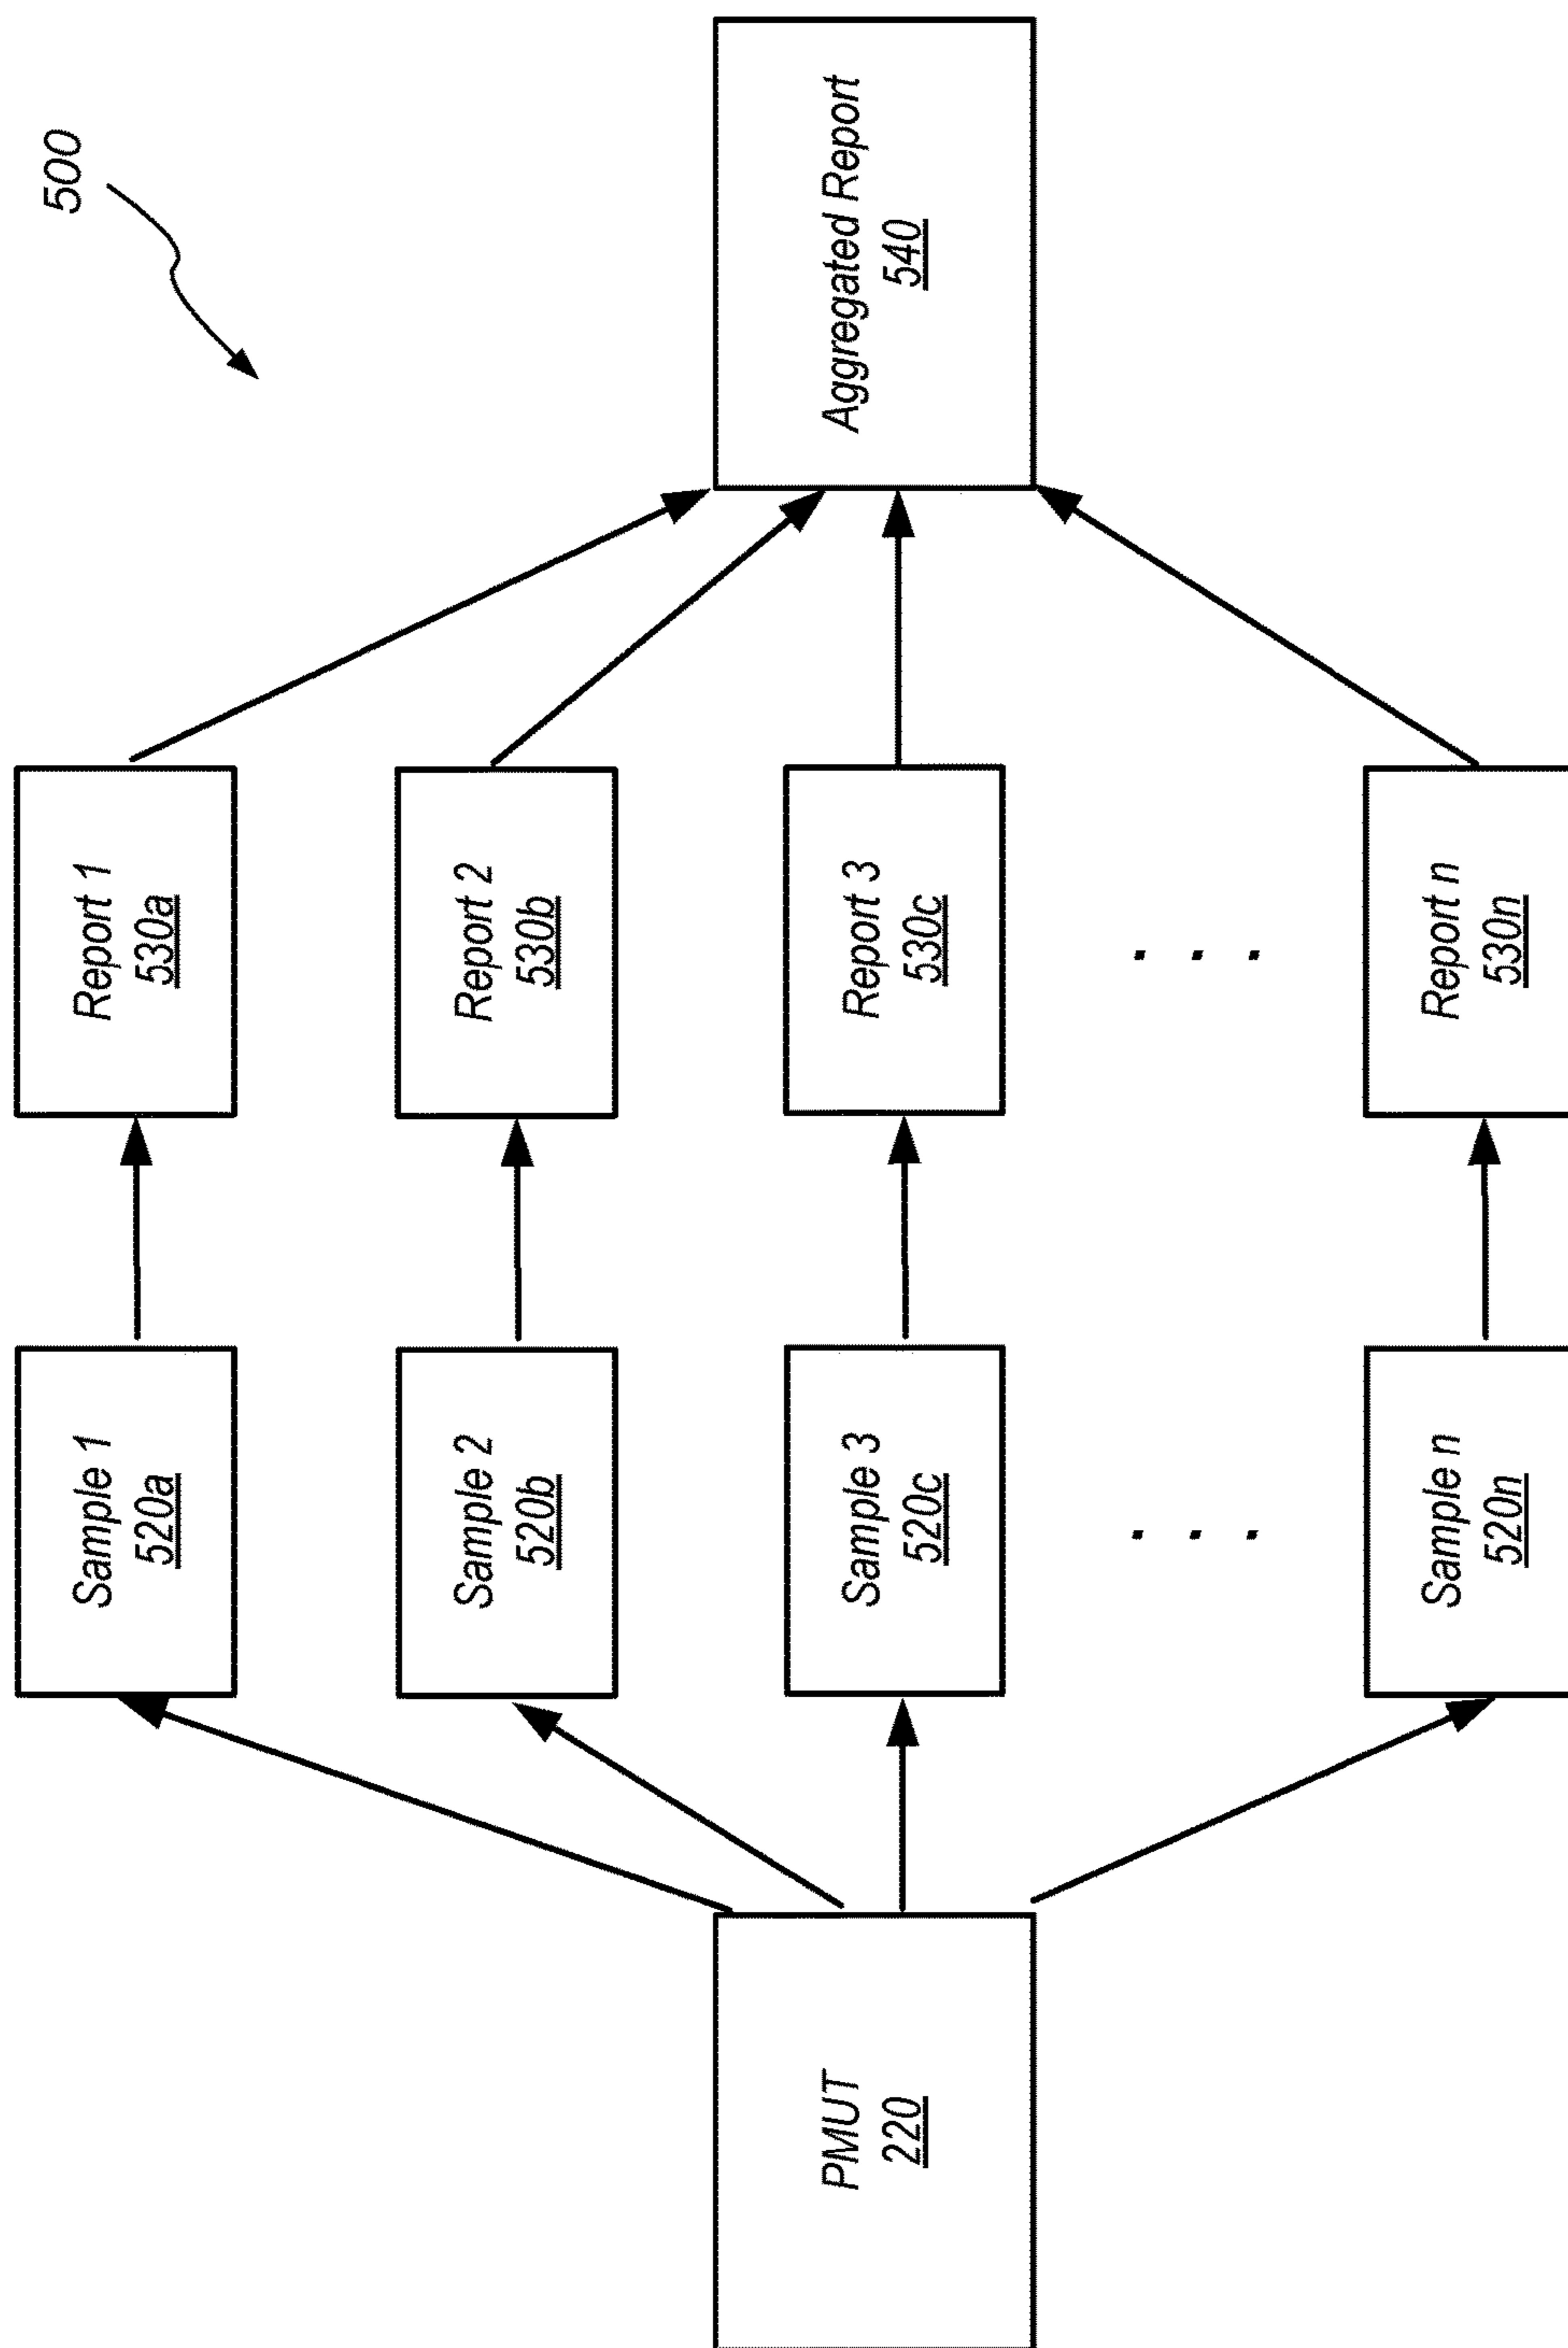 500
PMUT
220
Sample 1
520a
Sample 2
520b
Sample 3
520c
. . .
Sample n
520n
Report 1
530a
Report 2
530b
Report 3
530c
. . .
Report n
530n
Aggregated Report
540